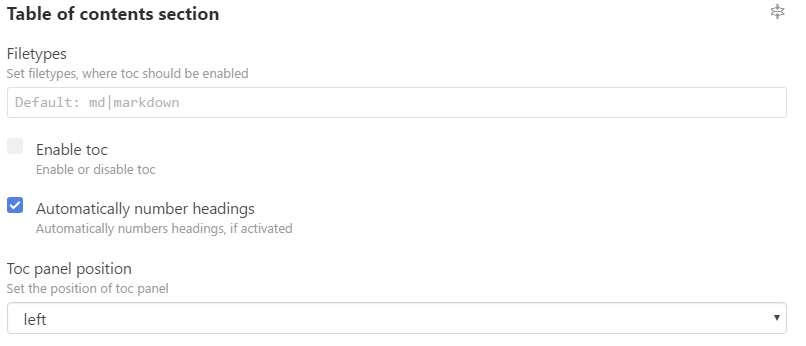 Table of contents section
Filetypes
Set filetypes, where toc should be enabled
Default: md|markdown
Enable toc
Enable or disable toc
Automatically number headings
Automatically numbers headings, if activated
Toc panel position
Set the position of toc panel
left